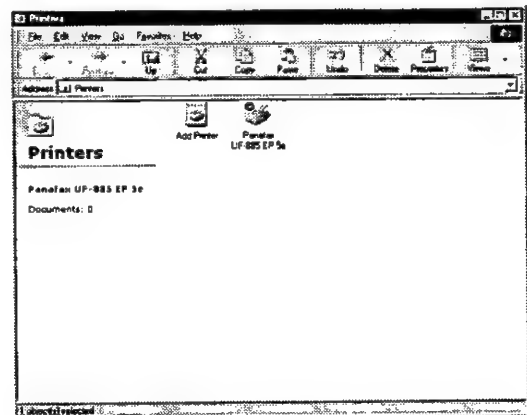 Printers
File Edit View Go Favorites Help
Up Cut Copy Paste Undo Delete Properties Views
Address Printers
Add Printer Panafax
UF-885 EP 5e
Printers
Panafax UF-885 EP 5e
Documents: 0
1 object(s) selected